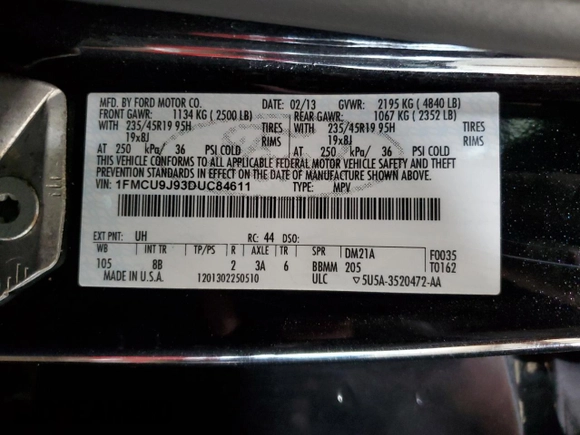 MFD. BY FORD MOTOR CO. DATE: 02/13 GVWR: 2195 KG ( 4840 LB)
FRONT GAWR: 1134 KG ( 2500 LB) REAR GAWR: 1067 KG ( 2352 LB)
WITH 235/45R19 95H TIRES WITH 235/45R19 95H TIRES
19x8J RIMS 19x8J RIMS
AT 250 kPa/ 36 PSI COLD AT 250 kPa/ 36 PSI COLD
THIS VEHICLE CONFORMS TO ALL APPLICABLE FEDERAL MOTOR VEHICLE SAFETY AND THEFT
PREVENTION STANDARDS IN EFFECT ON THE DATE OF MANUFACTURE SHOWN ABOVE.
VIN: 1FMCU9J93DUC84611 TYPE: MPV
EXT PNT: UH RC: 44 DSO:
WB INT TR TP/PS R AXLE TR SPR DM21A F0035
105 8B 2 3A 6 BBMM 205 T0162
MADE IN U.S.A. 1201302250510 ULC ▽5U5A-3520472-AA